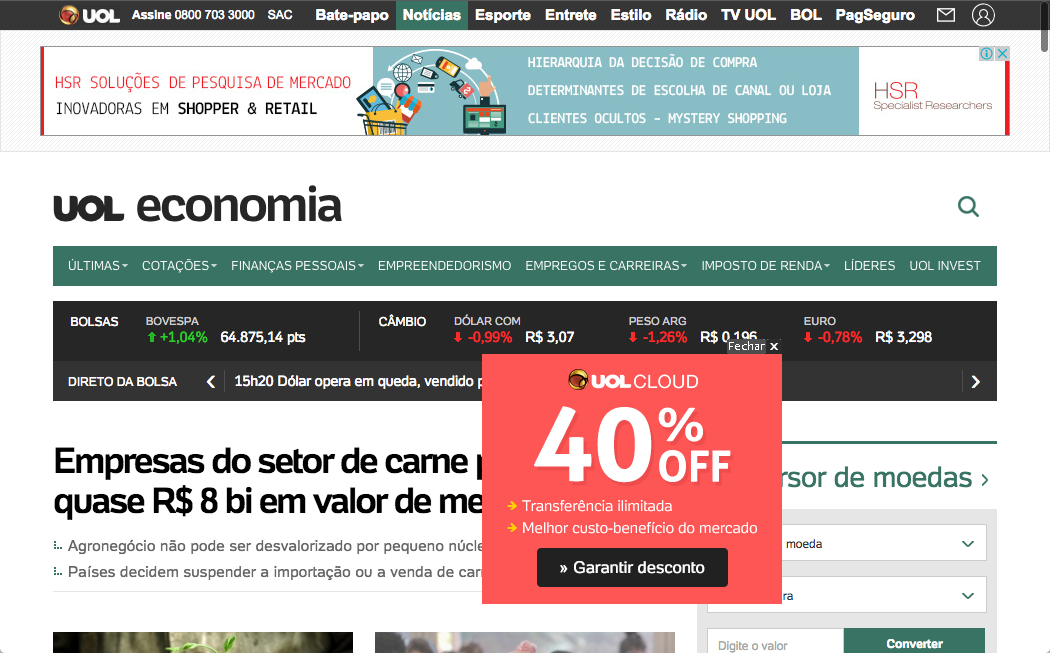 UOL Assine 0800 703 3000 SAC Bate-papo Notícias Esporte Entrete Estilo Rádio TV UOL BOL PagSeguro
HSR SOLUÇÕES DE PESQUISA DE MERCADO
INOVADORAS EM SHOPPER & RETAIL
HIERARQUIA DA DECISÃO DE COMPRA
DETERMINANTES DE ESCOLHA DE CANAL OU LOJA
CLIENTES OCULTOS - MYSTERY SHOPPING
HSR
Specialist Researchers
UOL economia
ÚLTIMAS COTAÇÕES FINANÇAS PESSOAIS EMPREENDEDORISMO EMPREGOS E CARREIRAS IMPOSTO DE RENDA LÍDERES UOL INVEST
BOLSAS
BOVESPA
+1,04% 64.875,14 pts
CÂMBIO
DÓLAR COM
-0,99% R$ 3,07
PESO ARG
-1,26% R$ 0,196
EURO
-0,78% R$ 3,298
DIRETO DA BOLSA 15h20 Dólar opera em queda, vendido
Fechar x
UOL CLOUD
40% OFF
Transferência ilimitada
Melhor custo-benefício do mercado
» Garantir desconto
Empresas do setor de carne
quase R$ 8 bi em valor de me
Agronegócio não pode ser desvalorizado por pequeno núcle
Países decidem suspender a importação ou a venda de car
rsor de moedas ›
moeda
ra
Digite o valor Converter